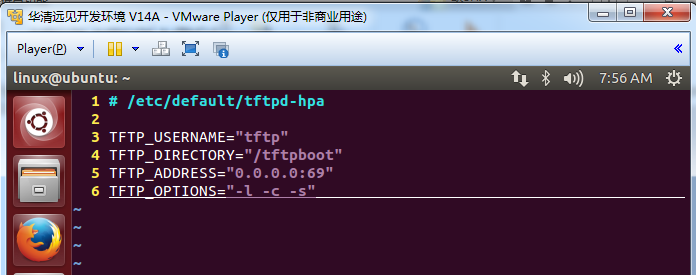 华清远见开发环境 V14A - VMware Player (仅用于非商业用途)
Player(P)
linux@ubuntu: ~
7:56 AM
1 # /etc/default/tftpd-hpa
2
3 TFTP_USERNAME="tftp"
4 TFTP_DIRECTORY="/tftpboot"
5 TFTP_ADDRESS="0.0.0.0:69"
6 TFTP_OPTIONS="-l -c -s"
~
~
~